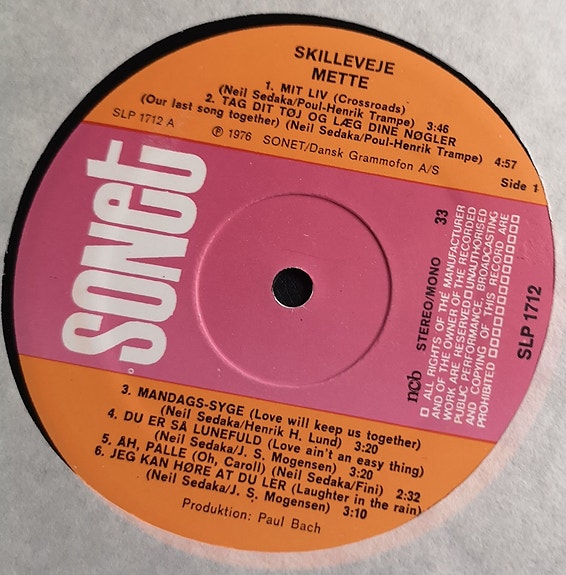 SKILLEVEJE
METTE
1. MIT LIV (Crossroads)
(Neil Sedaka/Poul-Henrik Trampe) 3:46
2. TAG DIT TØJ OG LÆG DINE NØGLER
(Our last song together) (Neil Sedaka/Poul-Henrik Trampe) 4:57
SLP 1712 A
℗ 1976 SONET/Dansk Grammofon A/S
Side 1
SONET
ncb
STEREO/MONO 33
□ ALL RIGHTS OF THE MANUFACTURER
AND OF THE OWNER OF THE RECORDED
WORK ARE RESERVED □ UNAUTHORISED
PUBLIC PERFORMANCE, BROADCASTING
AND COPYING OF THIS RECORD ARE
PROHIBITED □□□□□□□□□□□□
SLP 1712
3. MANDAGS-SYGE (Love will keep us together)
(Neil Sedaka/Henrik H. Lund) 3:20
4. DU ER SÅ LUNEFULD (Love ain't an easy thing)
(Neil Sedaka/J. S. Mogensen) 3:20
5. AH, PALLE (Oh, Caroll) (Neil Sedaka/Fini) 2:32
6. JEG KAN HØRE AT DU LER (Laughter in the rain)
(Neil Sedaka/J. S. Mogensen) 3:10
Produktion: Paul Bach